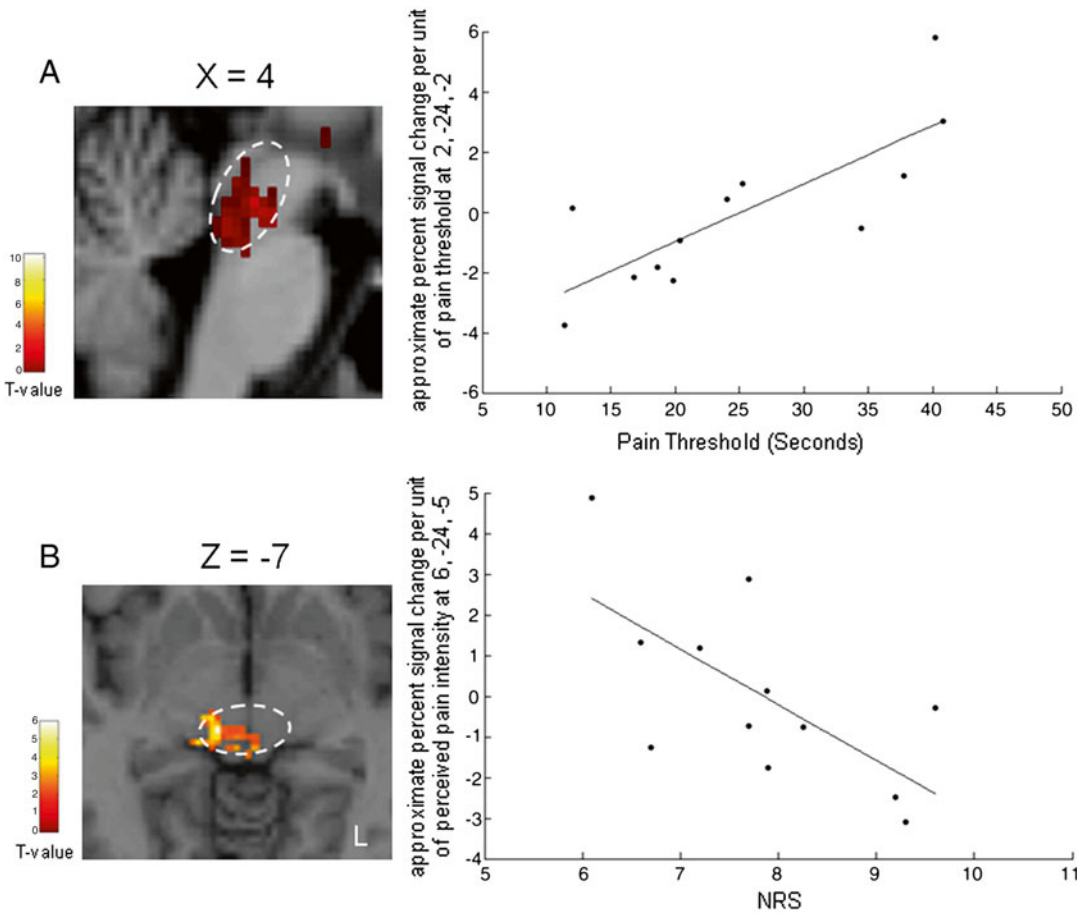 A
X = 4
10
8
6
4
2
0
T-value
approximate percent signal change per unit
of pain threshold at 2, -24, -2
6
4
2
0
-2
-4
-6
5 10 15 20 25 30 35 40 45 50
Pain Threshold (Seconds)
B
Z = -7
6
5
4
3
2
1
0
T-value
L
approximate percent signal change per unit
of perceived pain intensity at 6, -24, -5
5
4
3
2
1
0
-1
-2
-3
-4
5 6 7 8 9 10 11
NRS